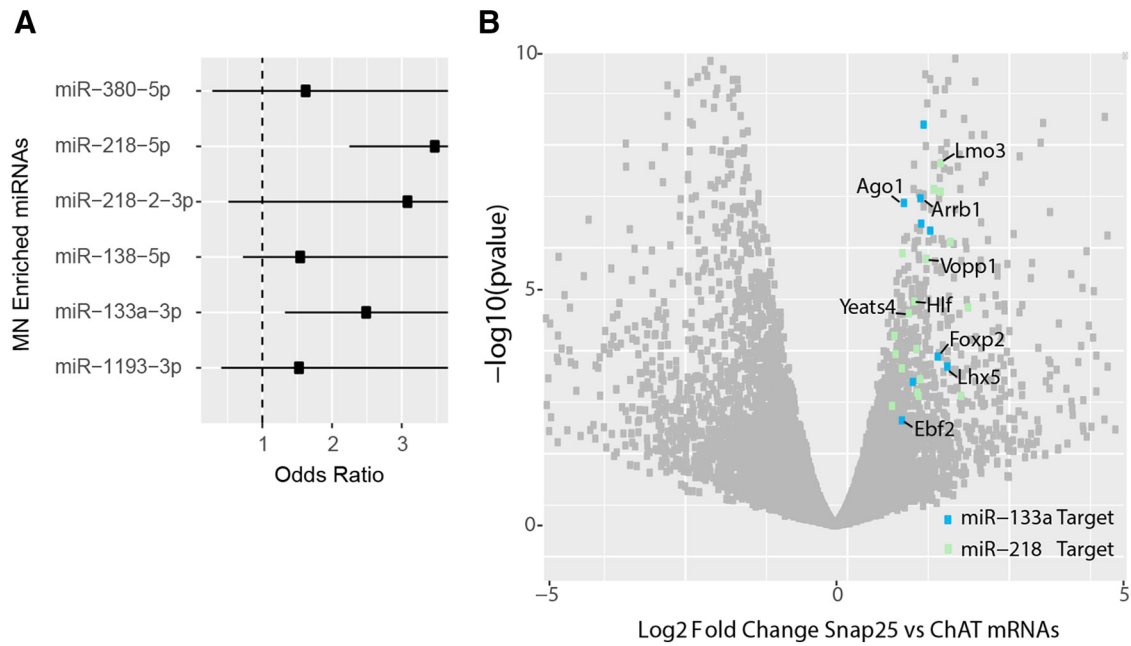 A
MN Enriched miRNAs
miR−380−5p
miR−218−5p
miR−218−2−3p
miR−138−5p
miR−133a−3p
miR−1193−3p
1 2 3
Odds Ratio
B
−log10(pvalue)
10
5
0
Lmo3
Ago1
Arrb1
Vopp1
Yeats4
Hlf
Foxp2
Lhx5
Ebf2
miR−133a Target
miR−218 Target
−5 0 5
Log2 Fold Change Snap25 vs ChAT mRNAs